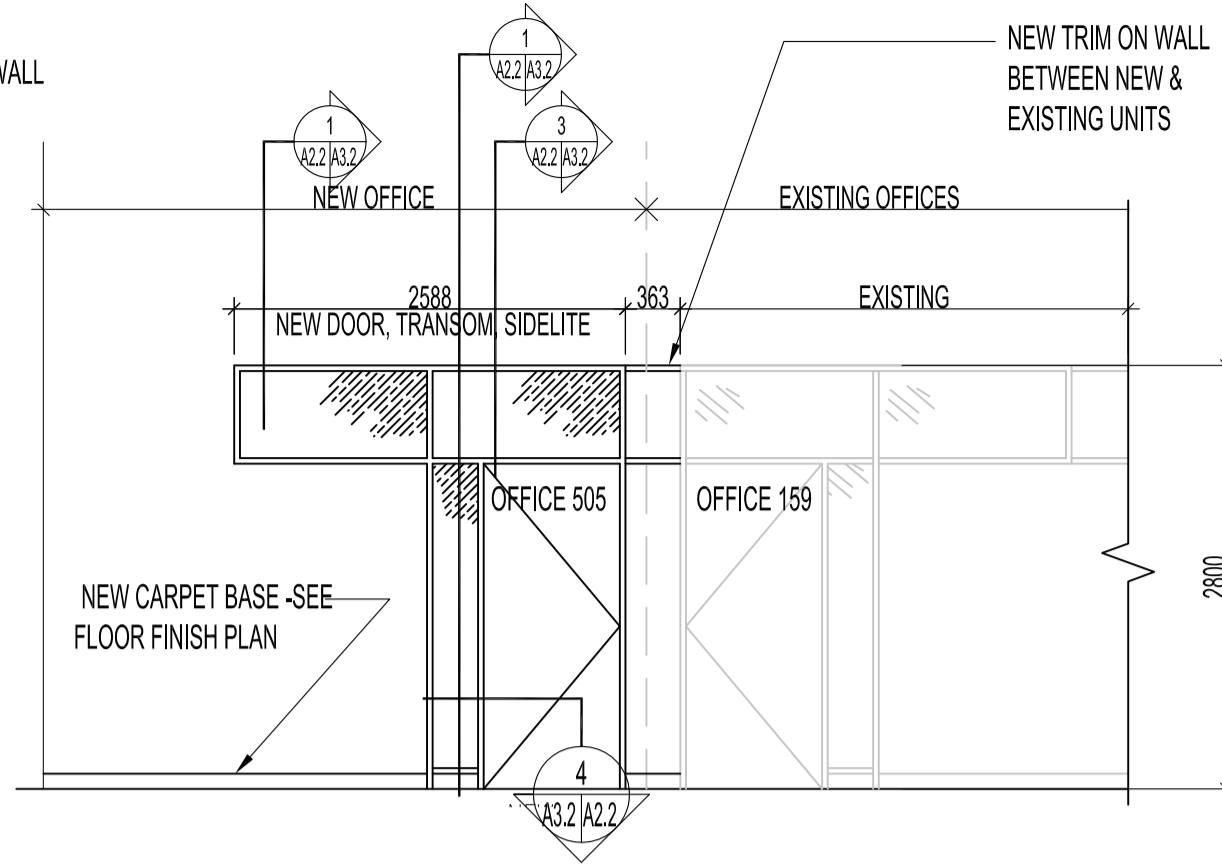 WALL
NEW TRIM ON WALL
BETWEEN NEW &
EXISTING UNITS
1
A2.2 A3.2
1
A2.2 A3.2
3
A2.2 A3.2
NEW OFFICE
EXISTING OFFICES
2588
363
EXISTING
NEW DOOR, TRANSOM, SIDELITE
OFFICE 505
OFFICE 159
2800
NEW CARPET BASE -SEE
FLOOR FINISH PLAN
4
A3.2 A2.2